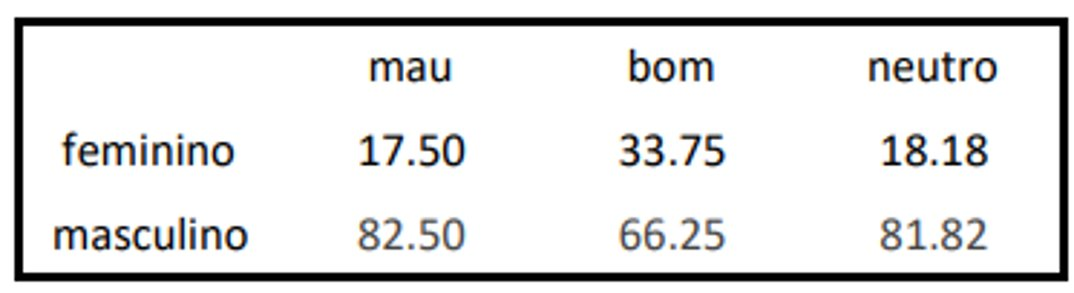 mau bom neutro
feminino 17.50 33.75 18.18
masculino 82.50 66.25 81.82